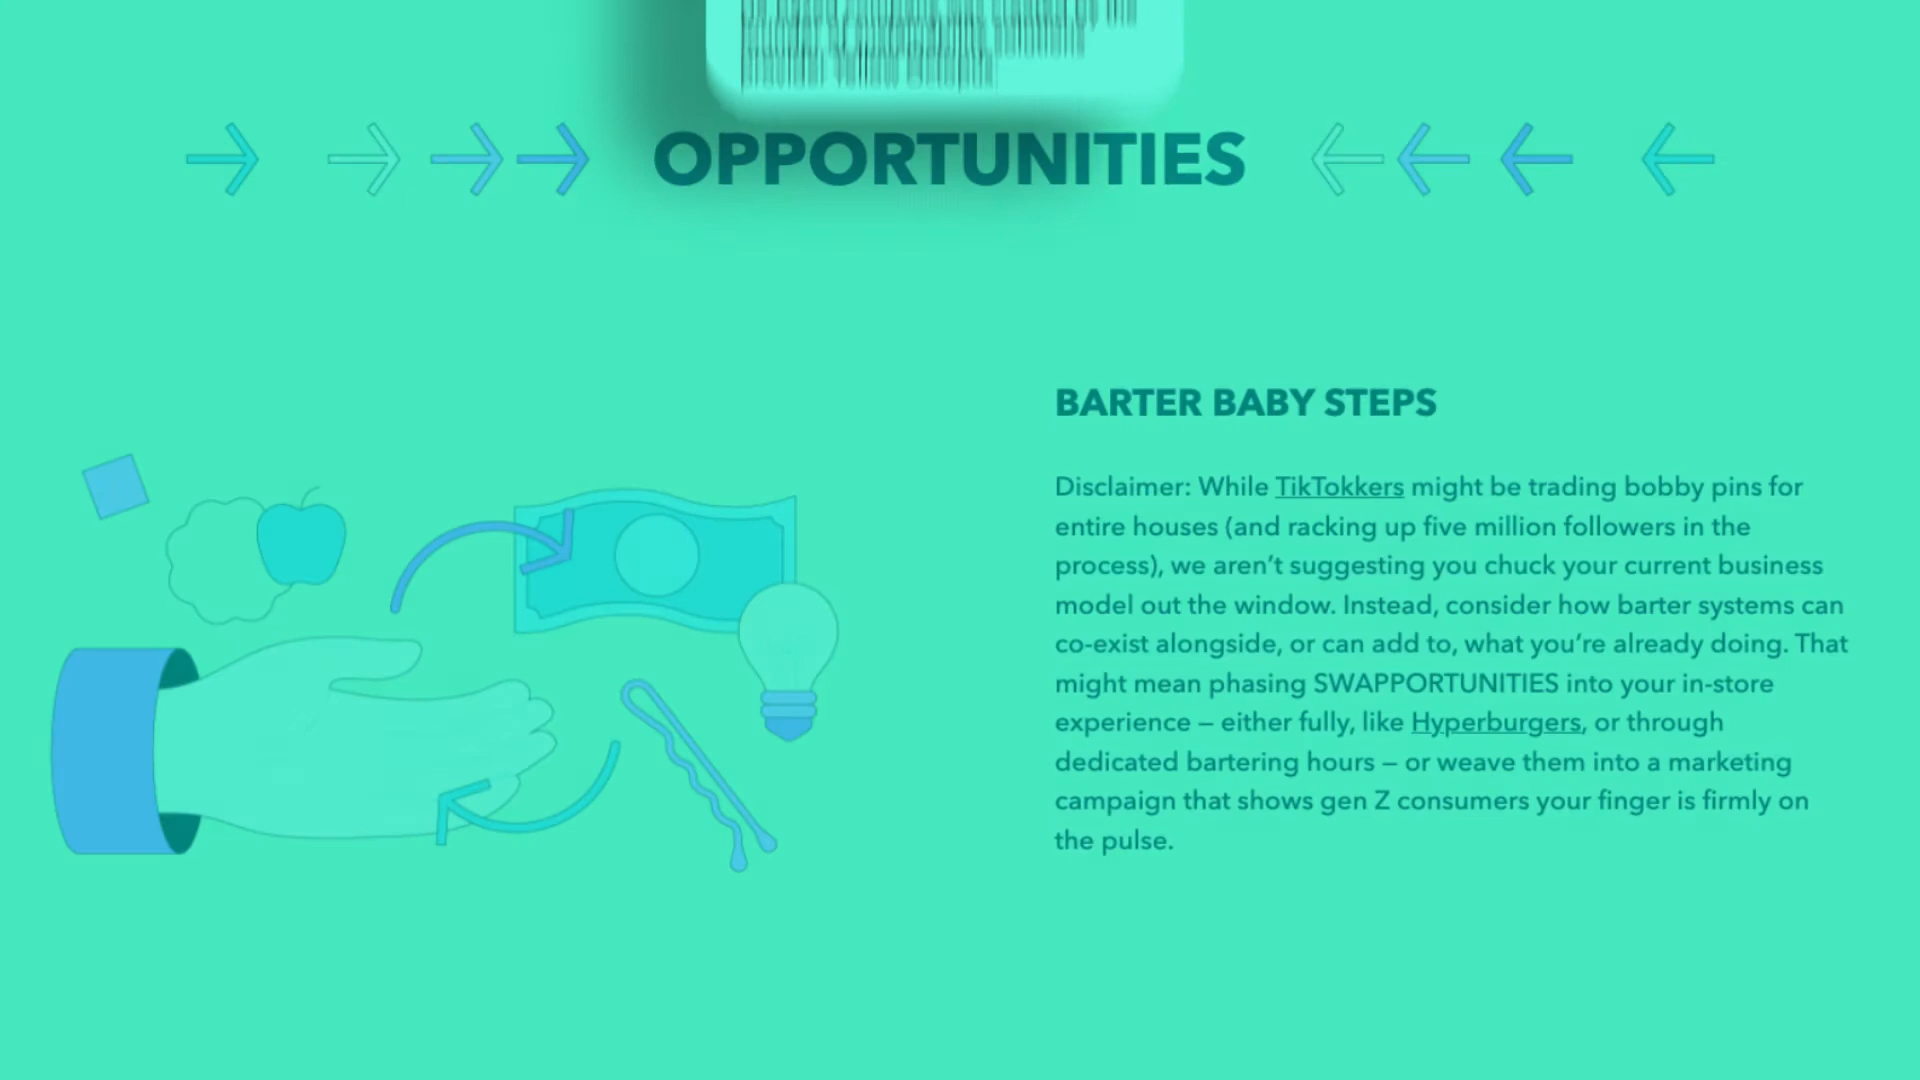 OPPORTUNITIES
BARTER BABY STEPS
Disclaimer: While TikTokkers might be trading bobby pins for
entire houses (and racking up five million followers in the
process), we aren’t suggesting you chuck your current business
model out the window. Instead, consider how barter systems can
co-exist alongside, or can add to, what you’re already doing. That
might mean phasing SWAPPORTUNITIES into your in-store
experience – either fully, like Hyperburgers, or through
dedicated bartering hours – or weave them into a marketing
campaign that shows gen Z consumers your finger is firmly on
the pulse.